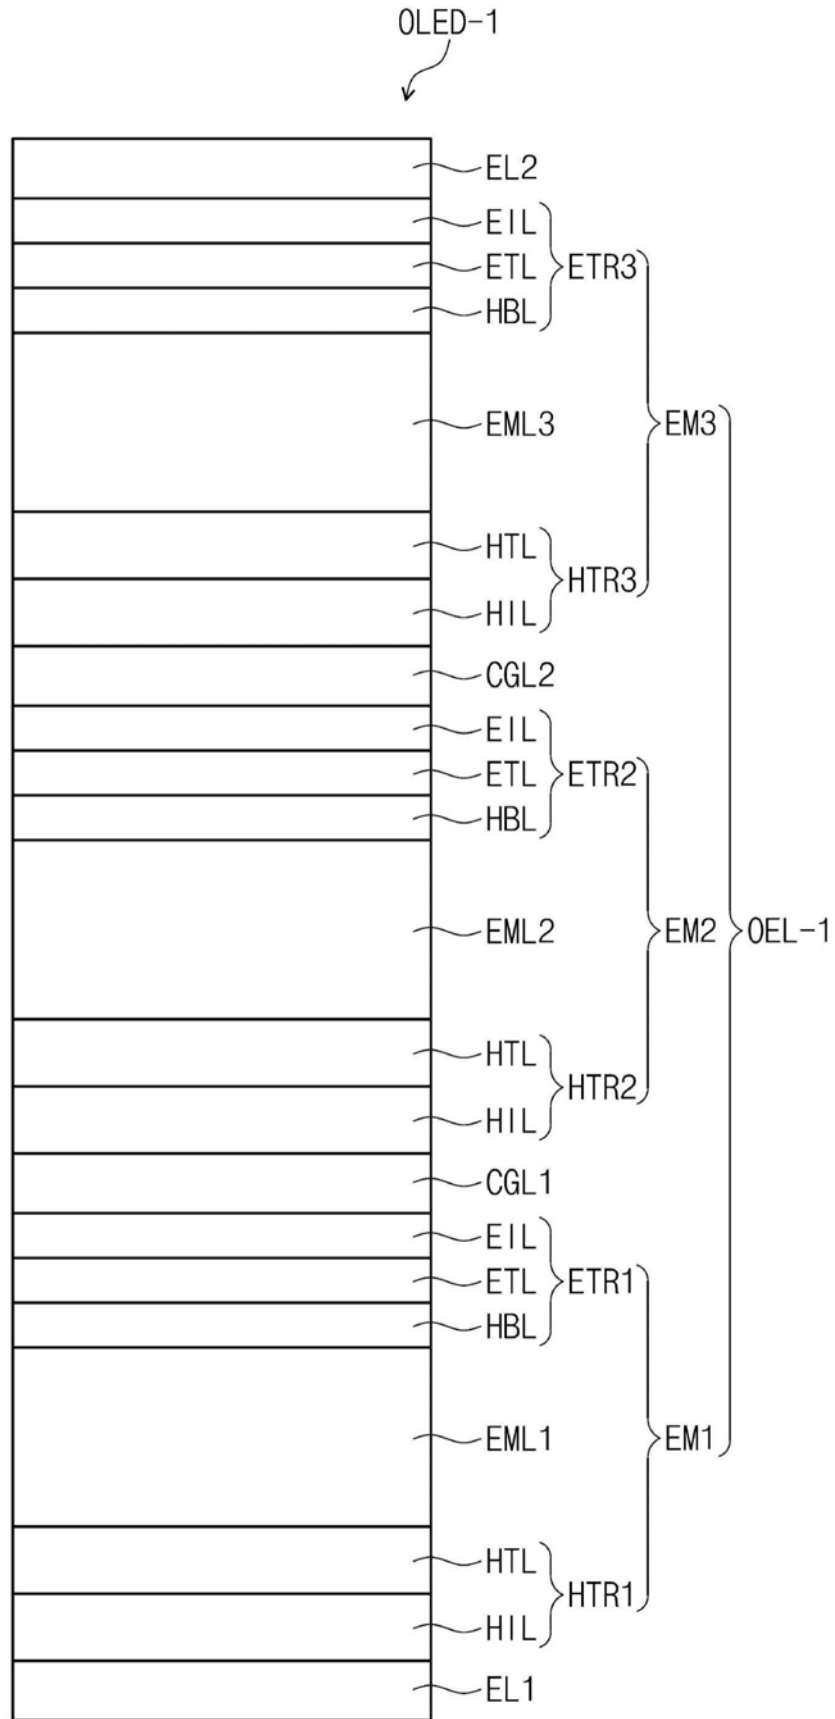 OLED-1
EL2
EIL
ETL ETR3
HBL
EML3 EM3
HTL
HTR3
HIL
CGL2
EIL
ETL ETR2
HBL
EML2 EM2 OEL-1
HTL
HTR2
HIL
CGL1
EIL
ETL ETR1
HBL
EML1 EM1
HTL
HTR1
HIL
EL1